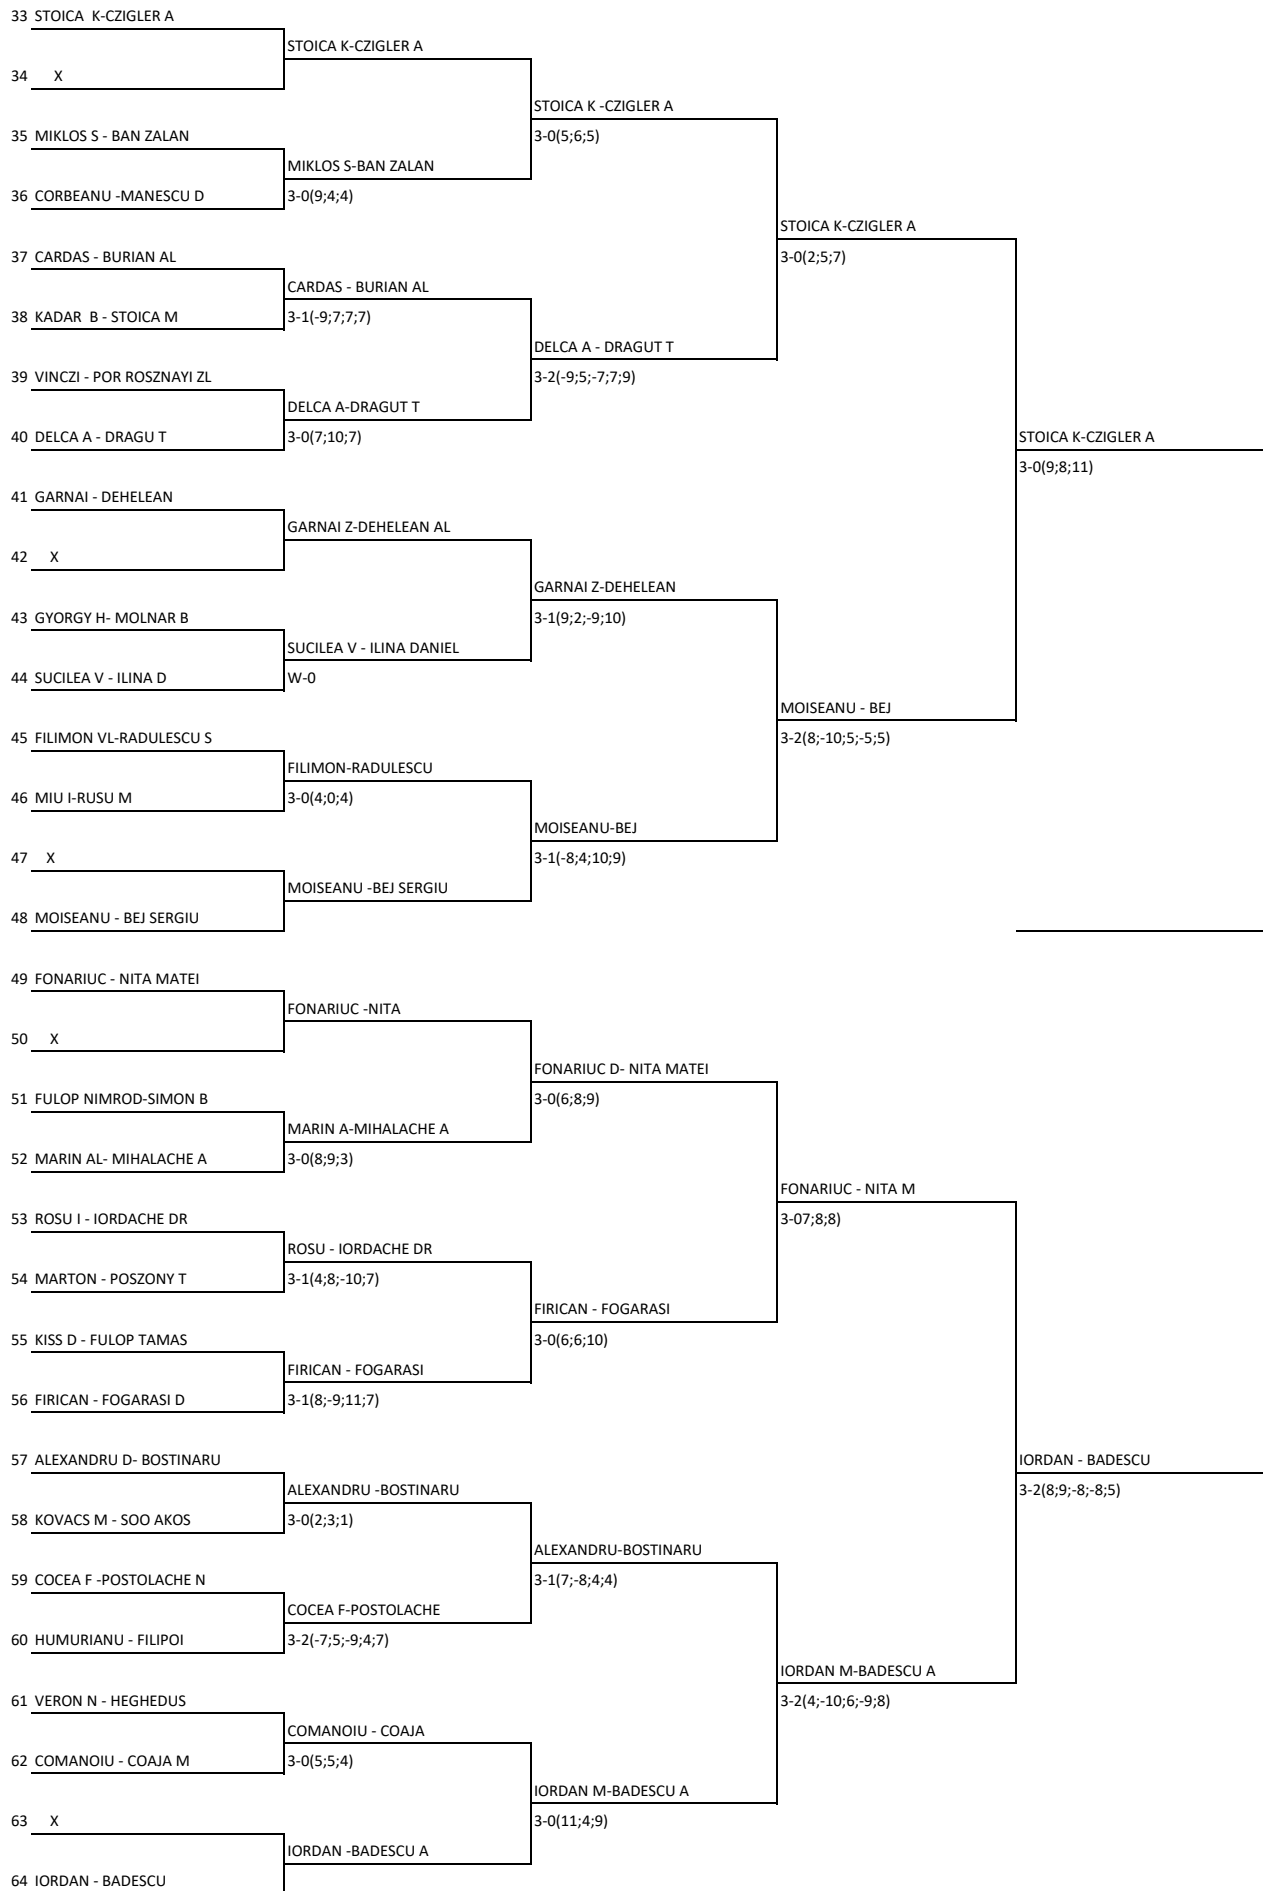 33 STOICA  K-CZIGLER A
STOICA K-CZIGLER A
34 X
STOICA K -CZIGLER A
35 MIKLOS S - BAN ZALAN
3-0(5;6;5)
MIKLOS S-BAN ZALAN
36 CORBEANU -MANESCU D
3-0(9;4;4)
STOICA K-CZIGLER A
37 CARDAS - BURIAN AL
3-0(2;5;7)
CARDAS - BURIAN AL
38 KADAR  B - STOICA M
3-1(-9;7;7;7)
DELCA A - DRAGUT T
39 VINCZI - POR ROSZNAYI ZL
3-2(-9;5;-7;7;9)
DELCA A-DRAGUT T
40 DELCA A - DRAGU T
3-0(7;10;7)
STOICA K-CZIGLER A
3-0(9;8;11)
41 GARNAI - DEHELEAN
GARNAI Z-DEHELEAN AL
42 X
GARNAI Z-DEHELEAN
43 GYORGY H- MOLNAR B
3-1(9;2;-9;10)
SUCILEA V - ILINA DANIEL
44 SUCILEA V - ILINA D
W-0
MOISEANU - BEJ
45 FILIMON VL-RADULESCU S
3-2(8;-10;5;-5;5)
FILIMON-RADULESCU
46 MIU I-RUSU M
3-0(4;0;4)
MOISEANU-BEJ
47 X
3-1(-8;4;10;9)
MOISEANU -BEJ SERGIU
48 MOISEANU - BEJ SERGIU
49 FONARIUC - NITA MATEI
FONARIUC -NITA
50 X
FONARIUC D- NITA MATEI
51 FULOP NIMROD-SIMON B
3-0(6;8;9)
MARIN A-MIHALACHE A
52 MARIN AL- MIHALACHE A
3-0(8;9;3)
FONARIUC - NITA M
53 ROSU I - IORDACHE DR
3-07;8;8)
ROSU - IORDACHE DR
54 MARTON - POSZONY T
3-1(4;8;-10;7)
FIRICAN - FOGARASI
55 KISS D - FULOP TAMAS
3-0(6;6;10)
FIRICAN - FOGARASI
56 FIRICAN - FOGARASI D
3-1(8;-9;11;7)
57 ALEXANDRU D- BOSTINARU
IORDAN - BADESCU
ALEXANDRU -BOSTINARU
3-2(8;9;-8;-8;5)
58 KOVACS M - SOO AKOS
3-0(2;3;1)
ALEXANDRU-BOSTINARU
59 COCEA F -POSTOLACHE N
3-1(7;-8;4;4)
COCEA F-POSTOLACHE
60 HUMURIANU - FILIPOI
3-2(-7;5;-9;4;7)
IORDAN M-BADESCU A
61 VERON N - HEGHEDUS
3-2(4;-10;6;-9;8)
COMANOIU - COAJA
62 COMANOIU - COAJA M
3-0(5;5;4)
IORDAN M-BADESCU A
63 X
3-0(11;4;9)
IORDAN -BADESCU A
64 IORDAN - BADESCU